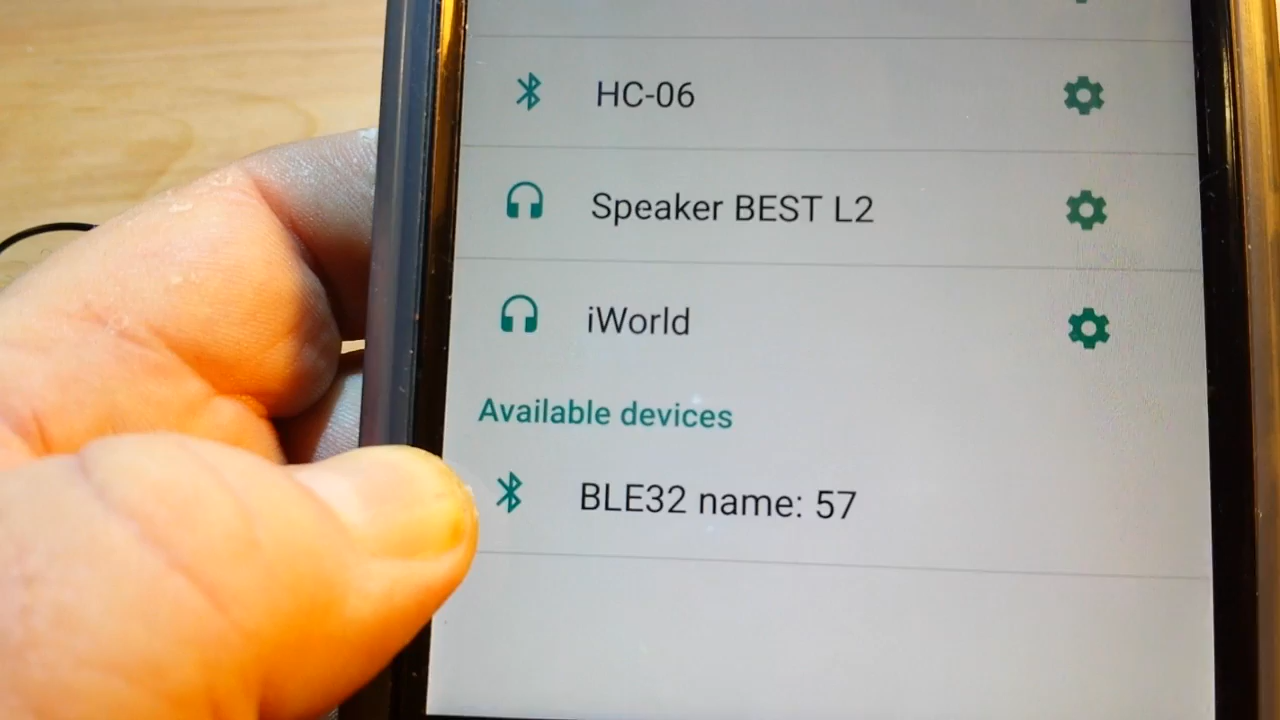 HC-06
Speaker BEST L2
iWorld
Available devices
BLE32 name: 57